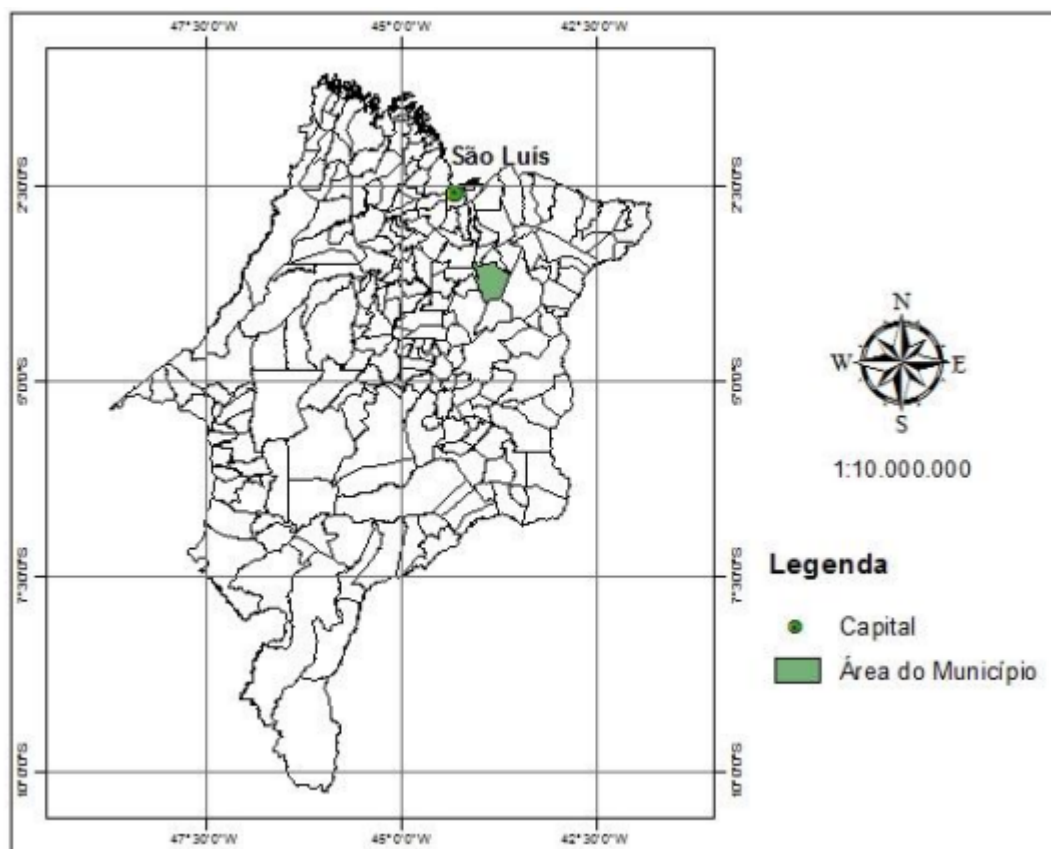 47°30'0"W 45°0'0"W 42°30'0"W
São Luís
2°30'0"S 2°30'0"S
N
W E
S
5°0'0"S 5°0'0"S
1:10.000.000
7°30'0"S 7°30'0"S
Legenda
Capital
Área do Município
10°0'0"S 10°0'0"S
47°30'0"W 45°0'0"W 42°30'0"W